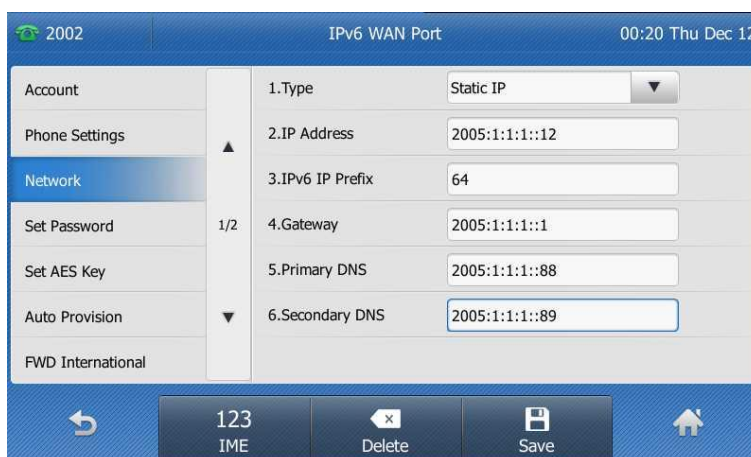 2002 IPv6 WAN Port 00:20 Thu Dec 12
Account 1.Type Static IP
Phone Settings 2.IP Address 2005:1:1:1::12
Network 3.IPv6 IP Prefix 64
Set Password 1/2 4.Gateway 2005:1:1:1::1
Set AES Key 5.Primary DNS 2005:1:1:1::88
Auto Provision 6.Secondary DNS 2005:1:1:1::89
FWD International
123
IME Delete Save